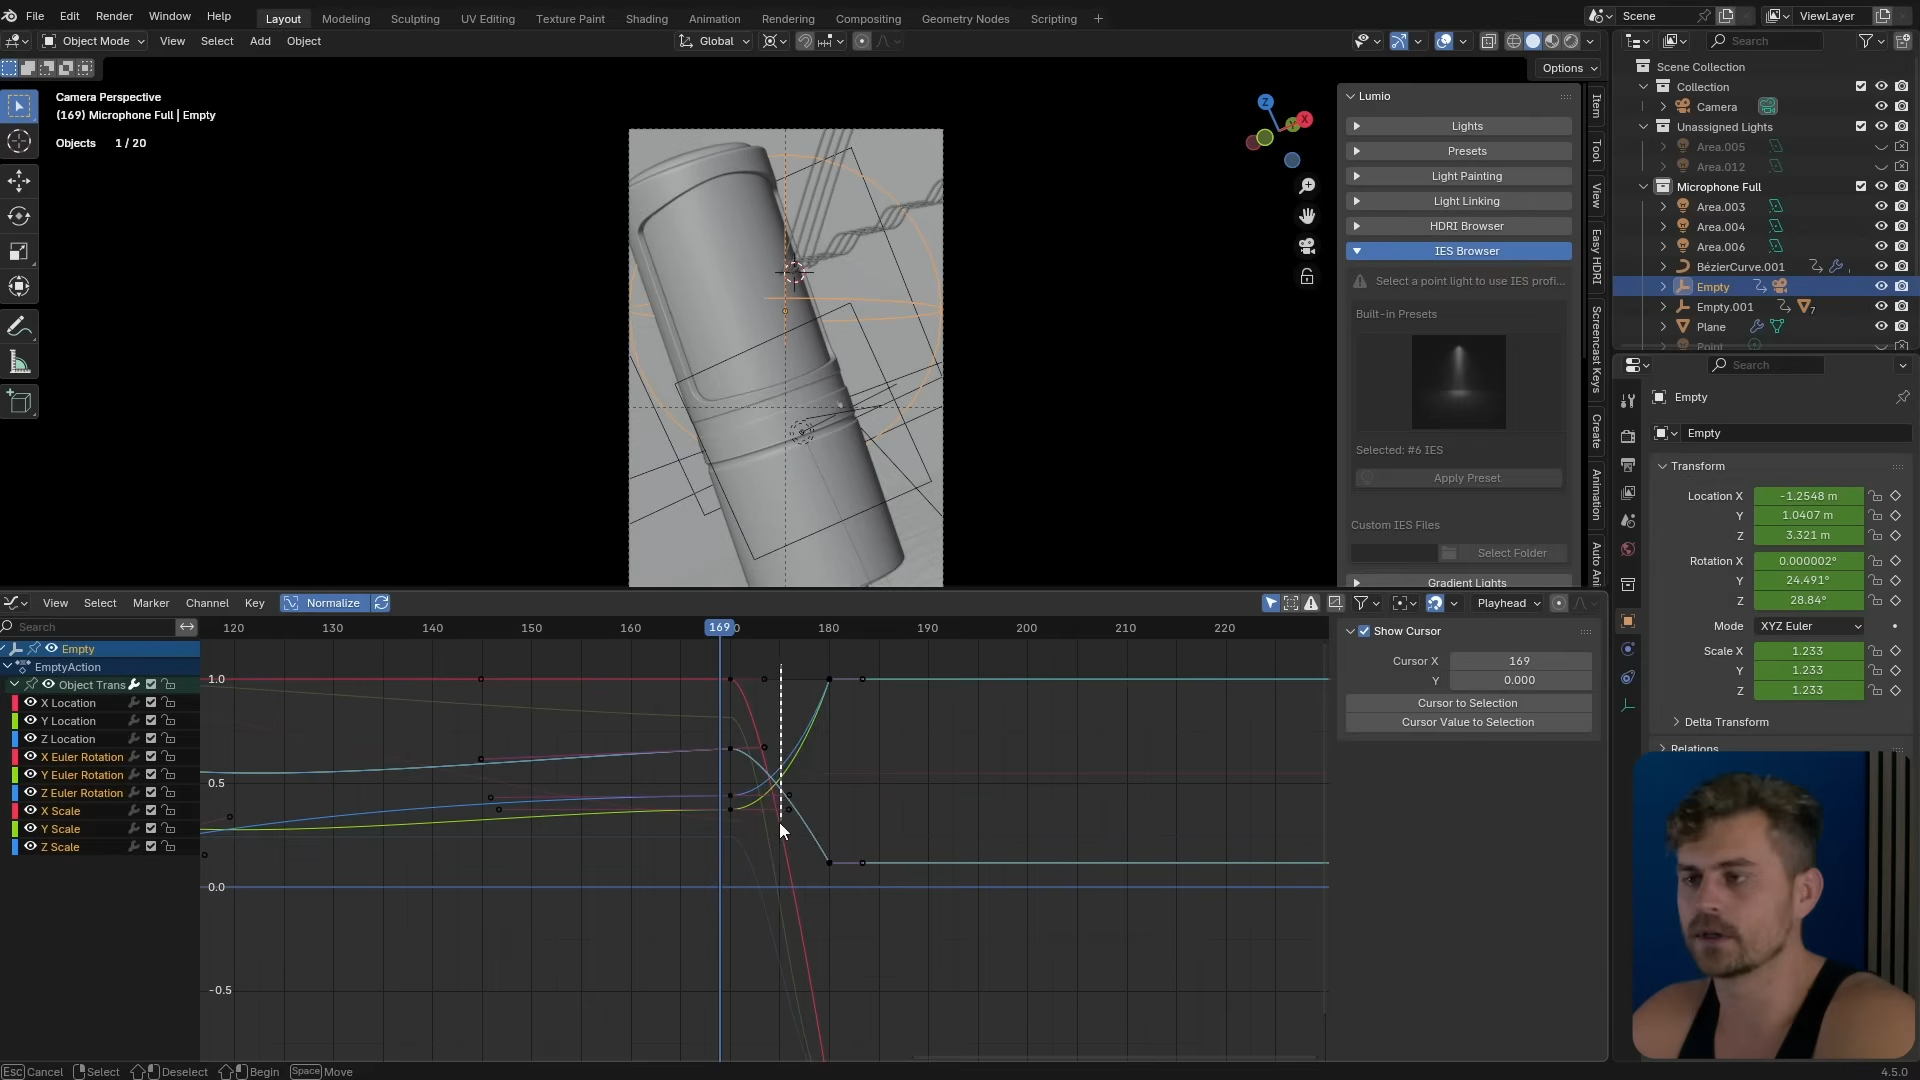 File Edit Render Window Help Layout Modeling Sculpting UV Editing Texture Paint Shading Animation Rendering Compositing Geometry Nodes Scripting + Scene ViewLayer
Object Mode View Select Add Object Global Search
Options
Camera Perspective
(169) Microphone Full | Empty
Objects 1 / 20
Z
X
Y
Lumio
Lights
Presets
Light Painting
Light Linking
HDRI Browser
IES Browser
Select a point light to use IES profi...
Built-in Presets
Selected: #6 IES
Apply Preset
Custom IES Files
Select Folder
Gradient Lights
Item
Tool
View
Easy HDRI
Screencast Keys
Create
Animation
Auto Ani
Scene Collection
Collection
Camera
Unassigned Lights
Area.005
Area.012
Microphone Full
Area.003
Area.004
Area.006
BézierCurve.001
Empty
Empty.001 7
Plane
Point
Search
Empty
Empty
Transform
Location X -1.2548 m
Y 1.0407 m
Z 3.321 m
Rotation X 0.000002°
Y 24.491°
Z 28.84°
Mode XYZ Euler
Scale X 1.233
Y 1.233
Z 1.233
Delta Transform
Relations
View Select Marker Channel Key Normalize Playhead
Search
120 130 140 150 160 169 0 180 190 200 210 220
Empty
EmptyAction
Object Trans
X Location
Y Location
Z Location
X Euler Rotation
Y Euler Rotation
Z Euler Rotation
X Scale
Y Scale
Z Scale
1.0
0.5
0.0
-0.5
Show Cursor
Cursor X 169
Y 0.000
Cursor to Selection
Cursor Value to Selection
Esc Cancel Select Deselect Begin Space Move 4.5.0